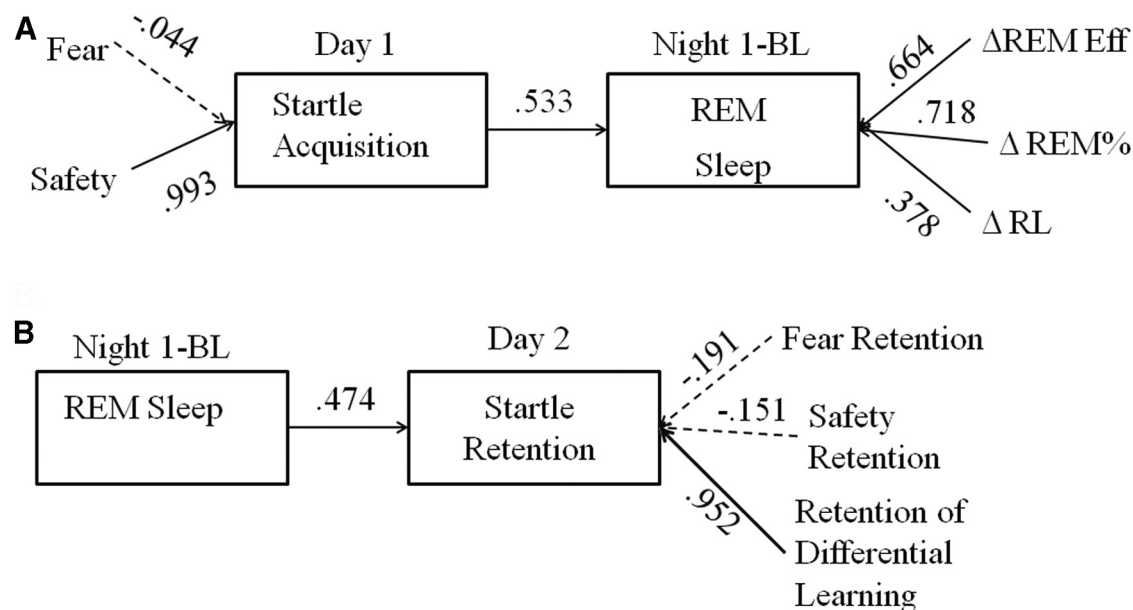 A
Fear
-.044
Day 1
Night 1-BL
ΔREM Eff
.664
Startle
Acquisition
.533
REM
Sleep
.718
Δ REM%
Safety
.993
.378
Δ RL
B.
B
Night 1-BL
Day 2
REM Sleep
.474
Startle
Retention
-.191
Fear Retention
-.151
Safety
Retention
.952
Retention of
Differential
Learning